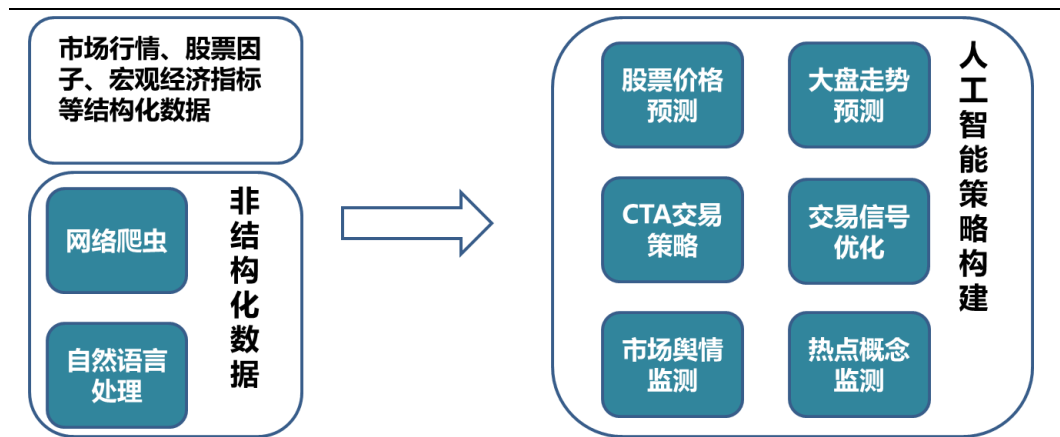 市场行情、股票因
子、宏观经济指标
等结构化数据
网络爬虫
自然语言
处理
非结构化数据
股票价格
预测
大盘走势
预测
CTA交易
策略
交易信号
优化
市场舆情
监测
热点概念
监测
人工智能策略构建